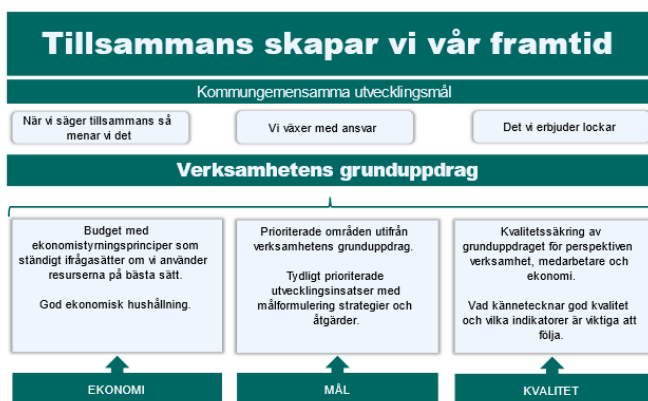 Tillsammans skapar vi vår framtid
Kommungemensamma utvecklingsmål
När vi säger tillsammans så
menar vi det
Vi växer med ansvar
Det vi erbjuder lockar
Verksamhetens grunduppdrag
Budget med
ekonomistyrningsprinciper som
ständigt ifrågasätter om vi använder
resurserna på bästa sätt.
God ekonomisk hushållning.
Prioriterade områden utifrån
verksamhetens grunduppdrag.
Tydligt prioriterade
utvecklingsinsatser med
målformulering strategier och
åtgärder.
Kvalitetssäkring av
grunduppdraget för perspektiven
verksamhet, medarbetare och
ekonomi.
Vad kännetecknar god kvalitet
och vilka indikatorer är viktiga att
följa.
EKONOMI
MÅL
KVALITET